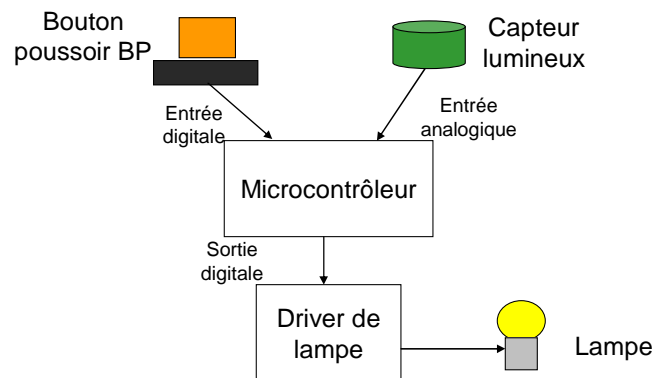 Bouton
poussoir BP
Capteur
lumineux
Entrée
digitale
Entrée
analogique
Microcontrôleur
Sortie
digitale
Driver de
lampe
Lampe